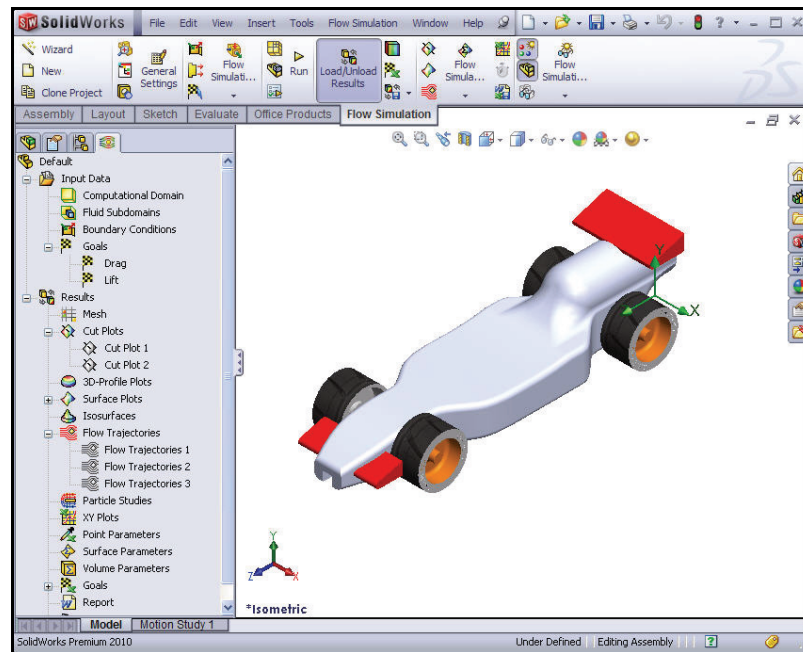 SolidWorks File Edit View Insert Tools Flow Simulation Window Help
Wizard
New
Clone Project
General Settings
Flow Simulati...
Run
Load/Unload Results
Flow Simula...
Flow Simulati...
Assembly Layout Sketch Evaluate Office Products Flow Simulation
Default
Input Data
Computational Domain
Fluid Subdomains
Boundary Conditions
Goals
Drag
Lift
Results
Mesh
Cut Plots
Cut Plot 1
Cut Plot 2
3D-Profile Plots
Surface Plots
Isosurfaces
Flow Trajectories
Flow Trajectories 1
Flow Trajectories 2
Flow Trajectories 3
Particle Studies
XY Plots
Point Parameters
Surface Parameters
Volume Parameters
Goals
Report
Y
X
Y
Z
X
*Isometric
Model Motion Study 1
SolidWorks Premium 2010 Under Defined Editing Assembly